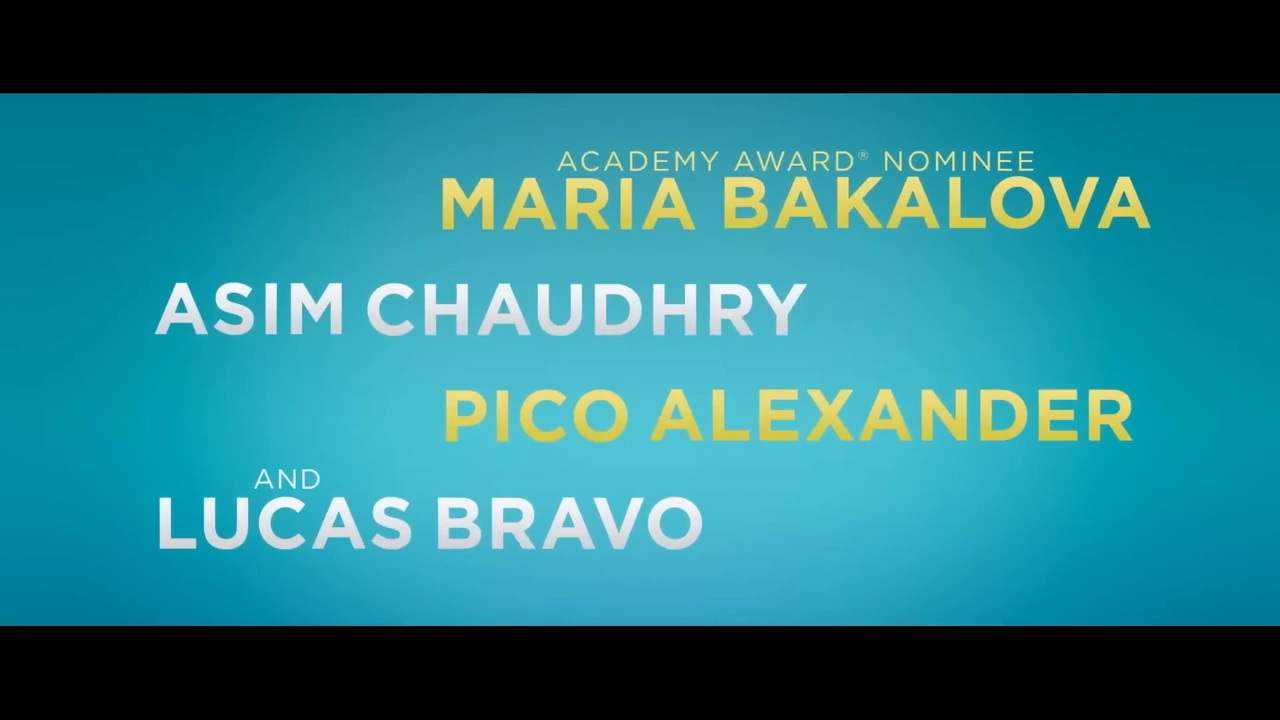 ACADEMY AWARD® NOMINEE
MARIA BAKALOVA
ASIM CHAUDHRY
PICO ALEXANDER
AND
LUCAS BRAVO